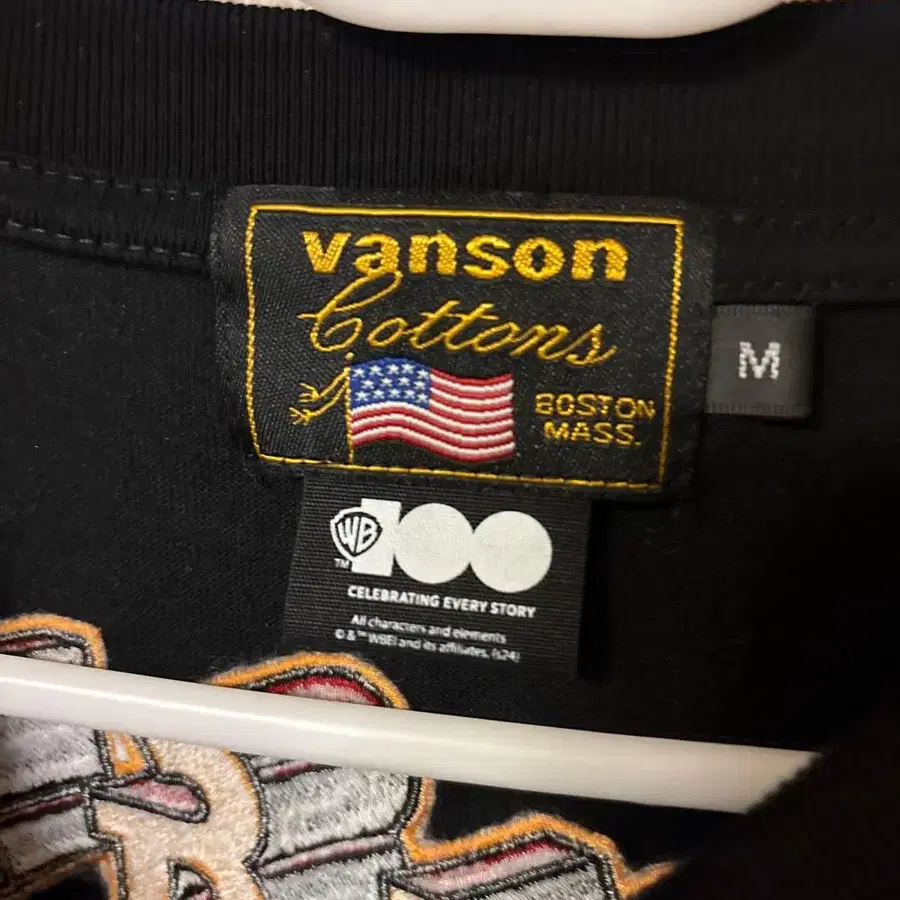 vanson
Cottons
BOSTON
MASS.
M
WB 100
TM
CELEBRATING EVERY STORY
All characters and elements
© & ™ WBEI and its affiliates. (s24)